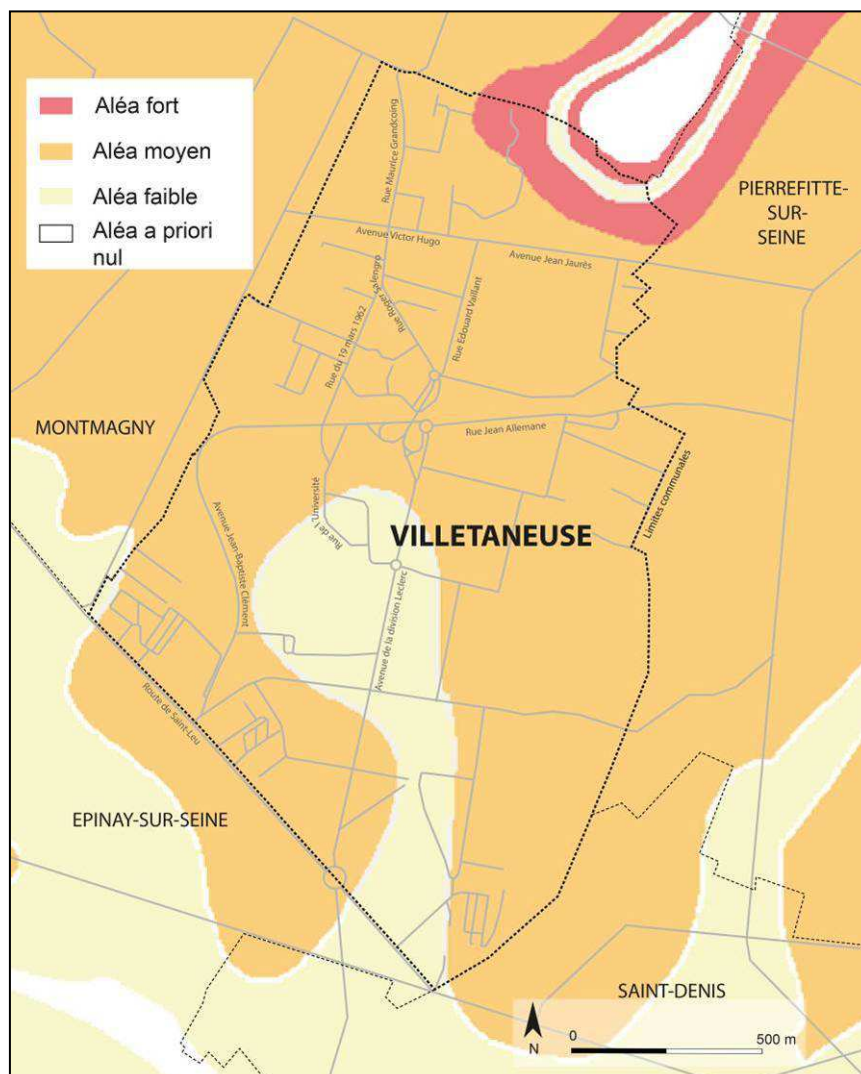 Aléa fort
Aléa moyen
Aléa faible
Aléa a priori
nul
Rue Maurice Grandcoing
PIERREFITTE-
SUR-
SEINE
Avenue Victor Hugo
Avenue Jean Jaurès
Rue Roger Salengro
Rue Edouard Vaillant
Rue du 19 mars 1962
MONTMAGNY
Rue Jean Allemane
Limites communales
Rue de l'Université
Avenue Jean-Baptiste Clément
VILLETANEUSE
Avenue de la division Leclerc
Route de Saint-Leu
EPINAY-SUR-SEINE
SAINT-DENIS
N
0
500 m